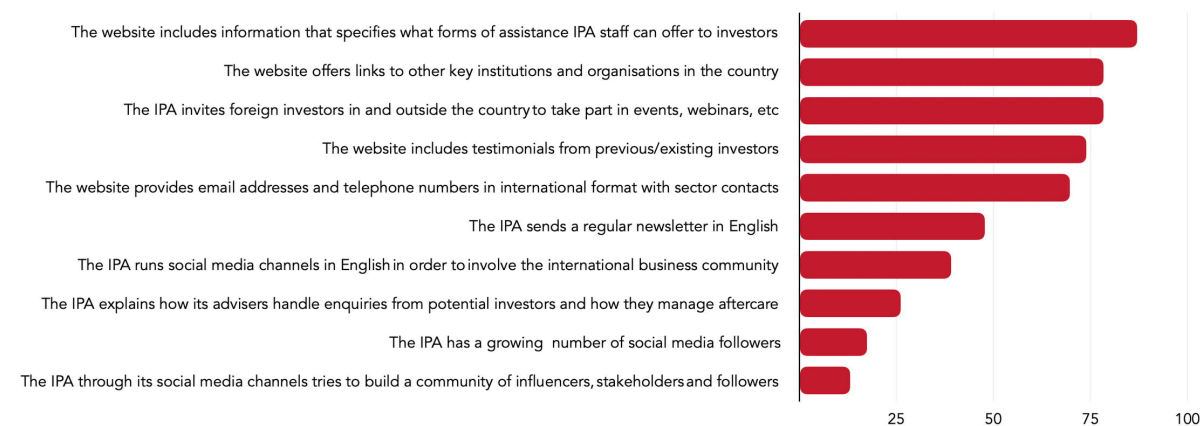 The website includes information that specifies what forms of assistance IPA staff can offer to investors
The website offers links to other key institutions and organisations in the country
The IPA invites foreign investors in and outside the country to take part in events, webinars, etc
The website includes testimonials from previous/existing investors
The website provides email addresses and telephone numbers in international format with sector contacts
The IPA sends a regular newsletter in English
The IPA runs social media channels in English in order to involve the international business community
The IPA explains how its advisers handle enquiries from potential investors and how they manage aftercare
The IPA has a growing number of social media followers
The IPA through its social media channels tries to build a community of influencers, stakeholders and followers
25 50 75 100